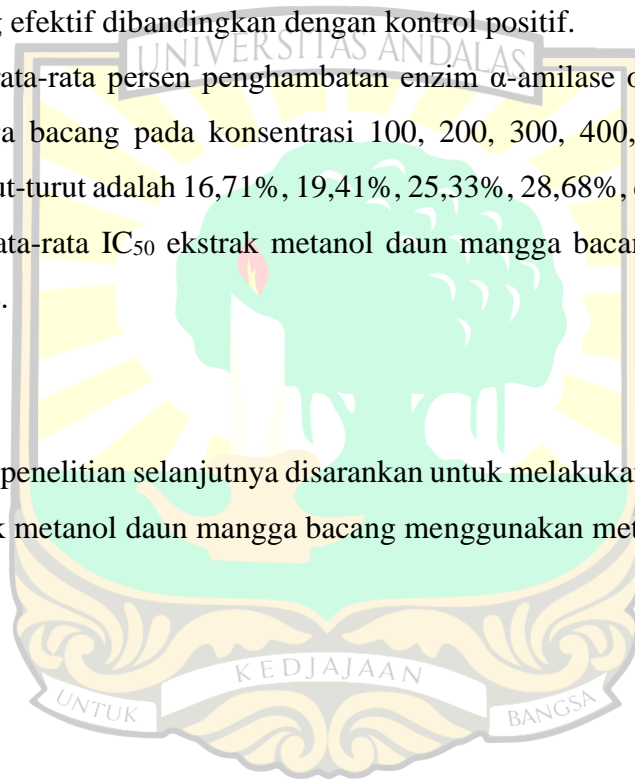 efektif dibandingkan dengan kontrol positif.
UNIVERSITAS ANDALAS
ata-rata persen penghambatan enzim α-amilase o
a bacang pada konsentrasi 100, 200, 300, 400,
ut-turut adalah 16,71%, 19,41%, 25,33%, 28,68%,
ata-rata IC₅₀ ekstrak metanol daun mangga bacan
penelitian selanjutnya disarankan untuk melakukan
k metanol daun mangga bacang menggunakan met
KEDJAJAAN
UNTUK
BANGSA